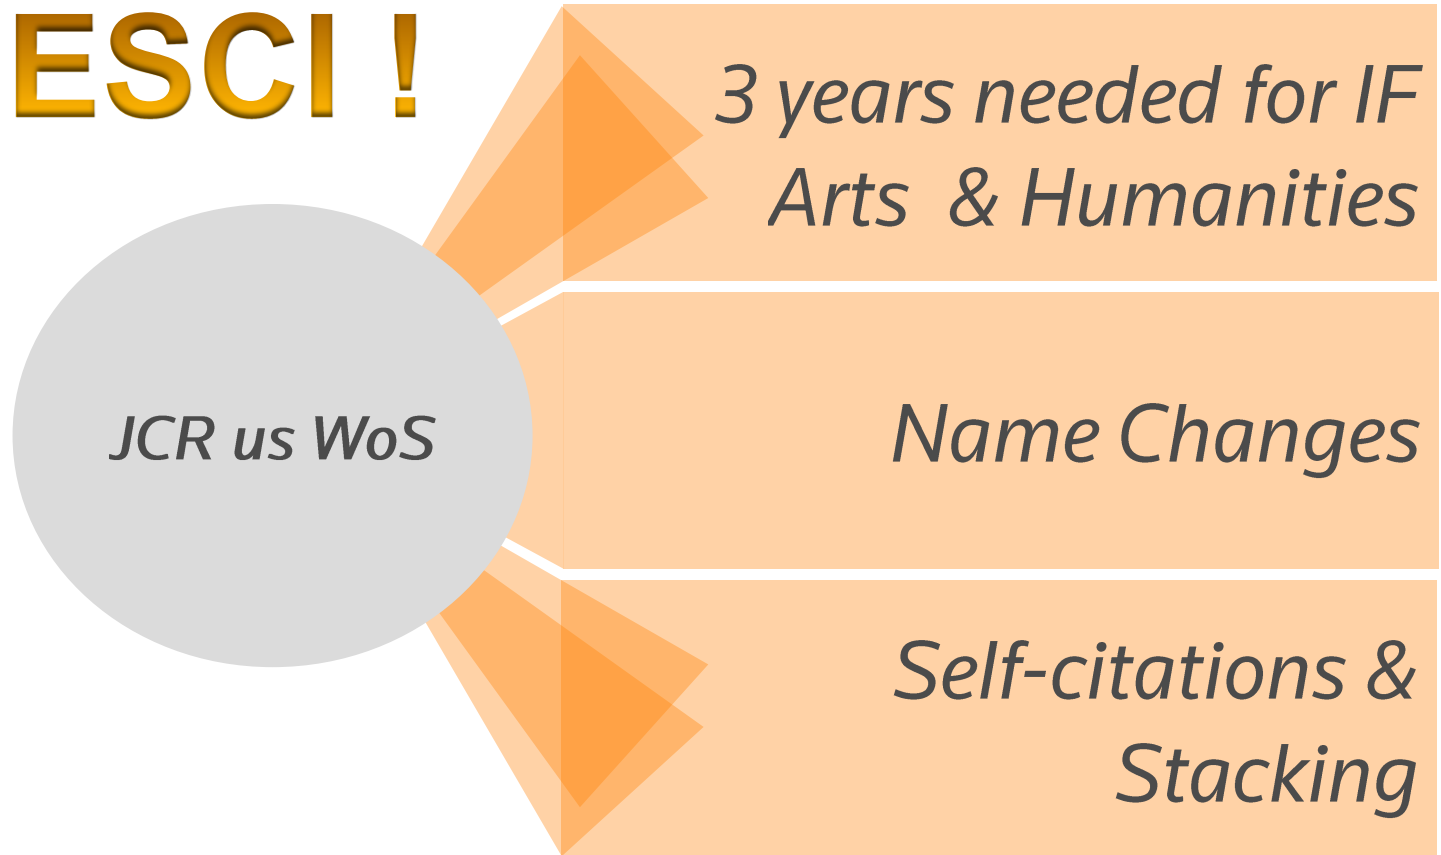 ESCI !
3 years needed for IF
Arts & Humanities
JCR us WoS
Name Changes
Self-citations &
Stacking